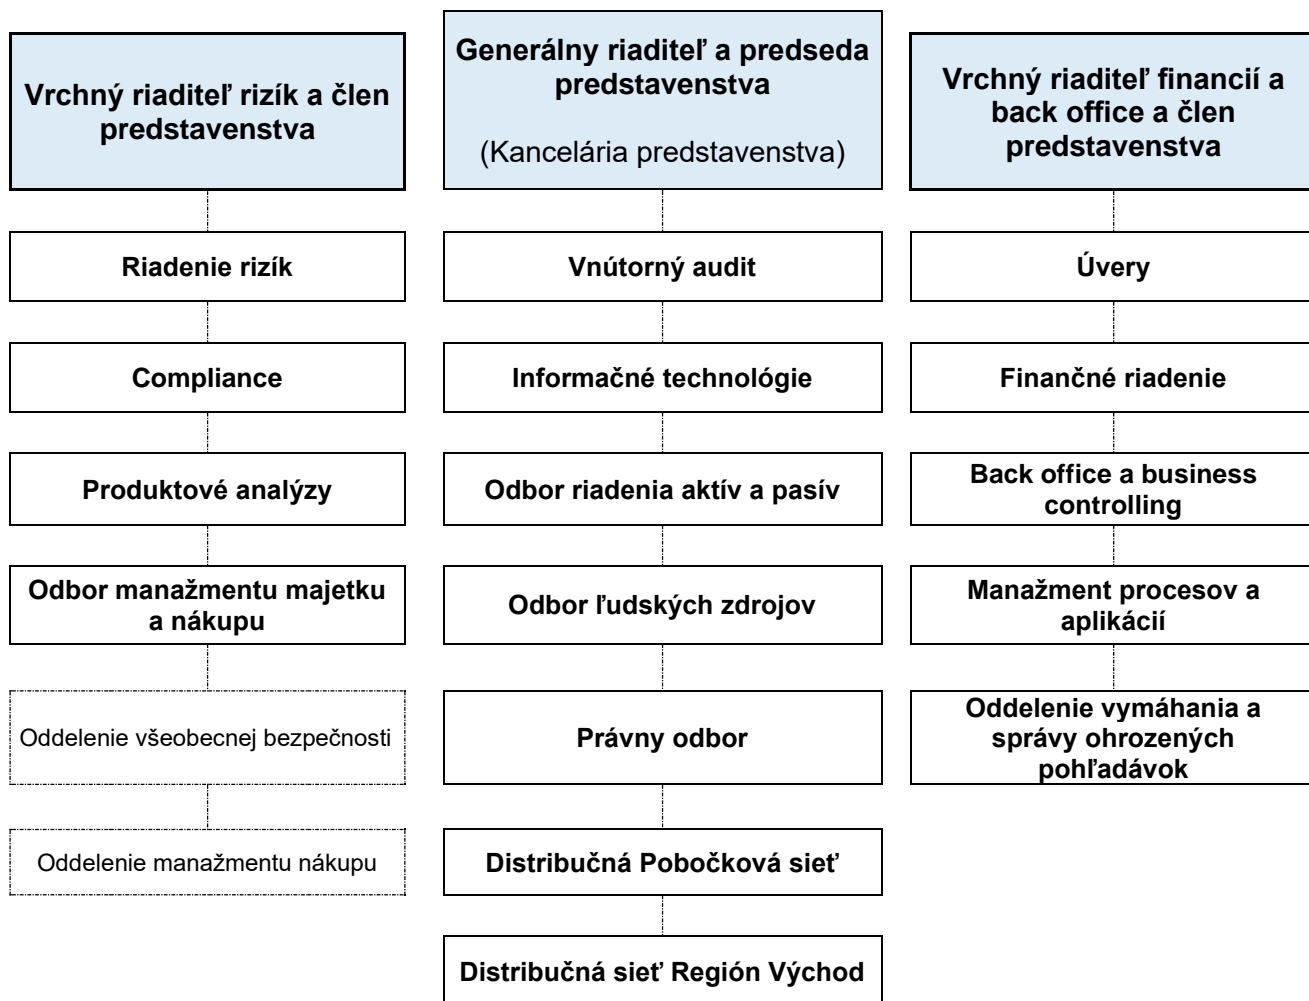 Vrchný riaditeľ rizík a člen
predstavenstva
Riadenie rizík
Compliance
Produktové analýzy
Odbor manažmentu majetku
a nákupu
Oddelenie všeobecnej bezpečnosti
Oddelenie manažmentu nákupu
Generálny riaditeľ a predseda
predstavenstva
(Kancelária predstavenstva)
Vnútorný audit
Informačné technológie
Odbor riadenia aktív a pasív
Odbor ľudských zdrojov
Právny odbor
Distribučná Pobočková sieť
Distribučná sieť Región Východ
Vrchný riaditeľ financií a
back office a člen
predstavenstva
Úvery
Finančné riadenie
Back office a business
controlling
Manažment procesov a
aplikácií
Oddelenie vymáhania a
správy ohrozených
pohľadávok